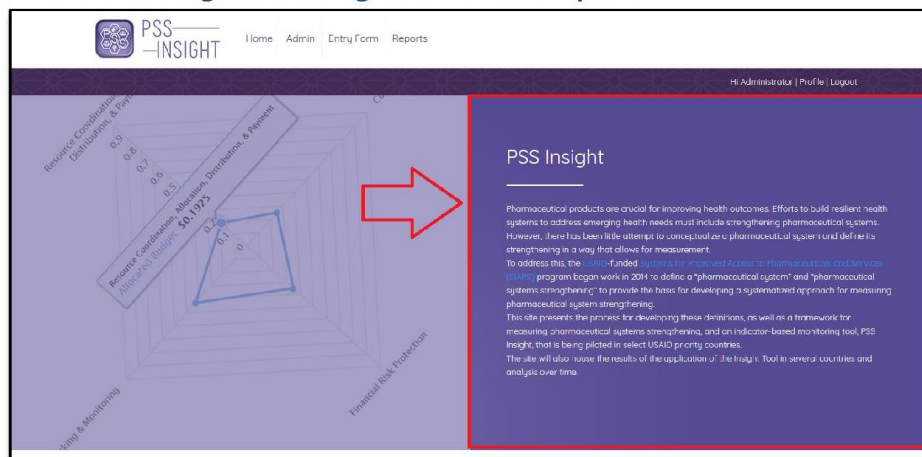 PSS
INSIGHT
Home Admin Entry Form Reports
Hi Administrator | Profile | Logout
Resource Coordination
Distribution, & Paym
0.9
0.8
0.7
0.6
0.5
0.2
0.1
0
Resource Coordination, Allocation, Distribution, & Payment
Allocated Budget: $0.1925
Financial Risk Protection
king & Monitoring
PSS Insight
Pharmaceutical products are crucial for improving health outcomes. Efforts to build resilient health
systems to address emerging health needs must include strengthening pharmaceutical systems.
However, there has been little attempt to conceptualize a pharmaceutical system and define its
strengthening in a way that allows for measurement.
To address this, the USAID-funded Systems for Improved Access to Pharmaceuticals and Services
(SIAPS) program began work in 2014 to define a "pharmaceutical system" and "pharmaceutical
systems strengthening" to provide the basis for developing a systematized approach for measuring
pharmaceutical system strengthening.
This site presents the process for developing these definitions, as well as a framework for
measuring pharmaceutical systems strengthening, and an indicator-based monitoring tool, PSS
Insight, that is being piloted in select USAID priority countries.
The site will also house the results of the application of the Insight Tool in several countries and
analysis over time.